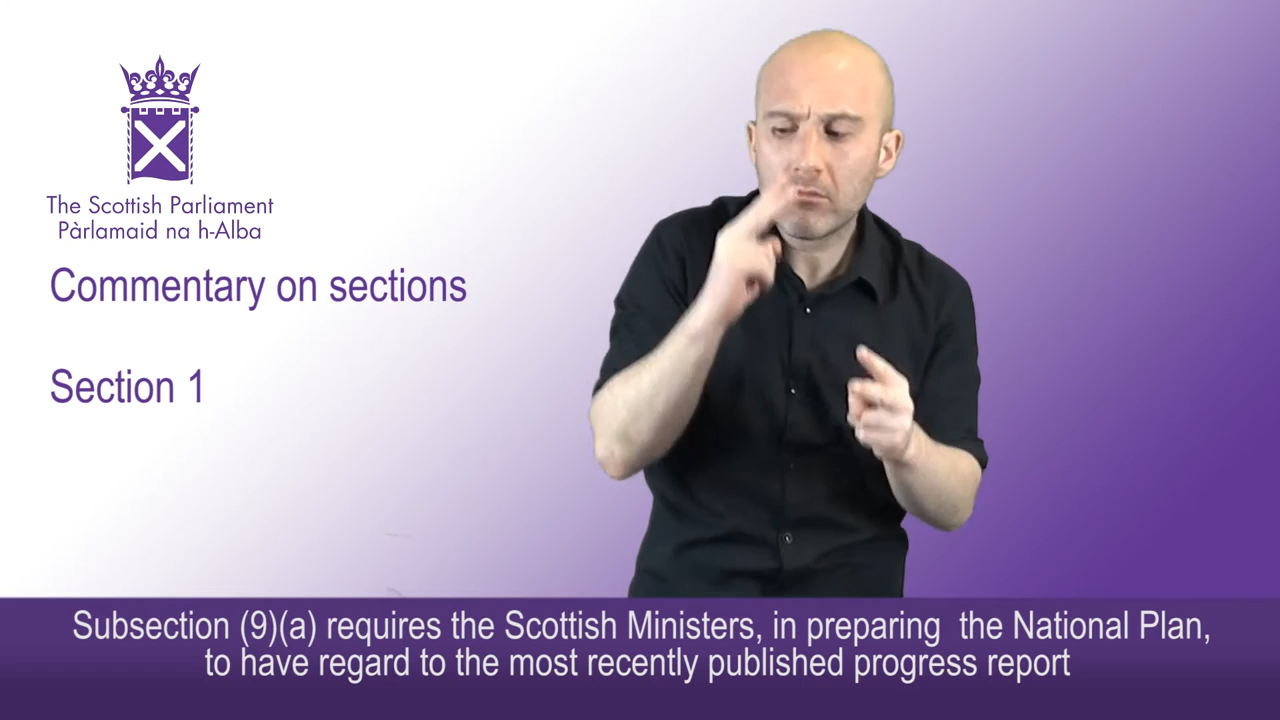 The Scottish Parliament
Pàrlamaid na h-Alba
Commentary on sections
Section 1
Subsection (9)(a) requires the Scottish Ministers, in preparing  the National Plan,
to have regard to the most recently published progress report